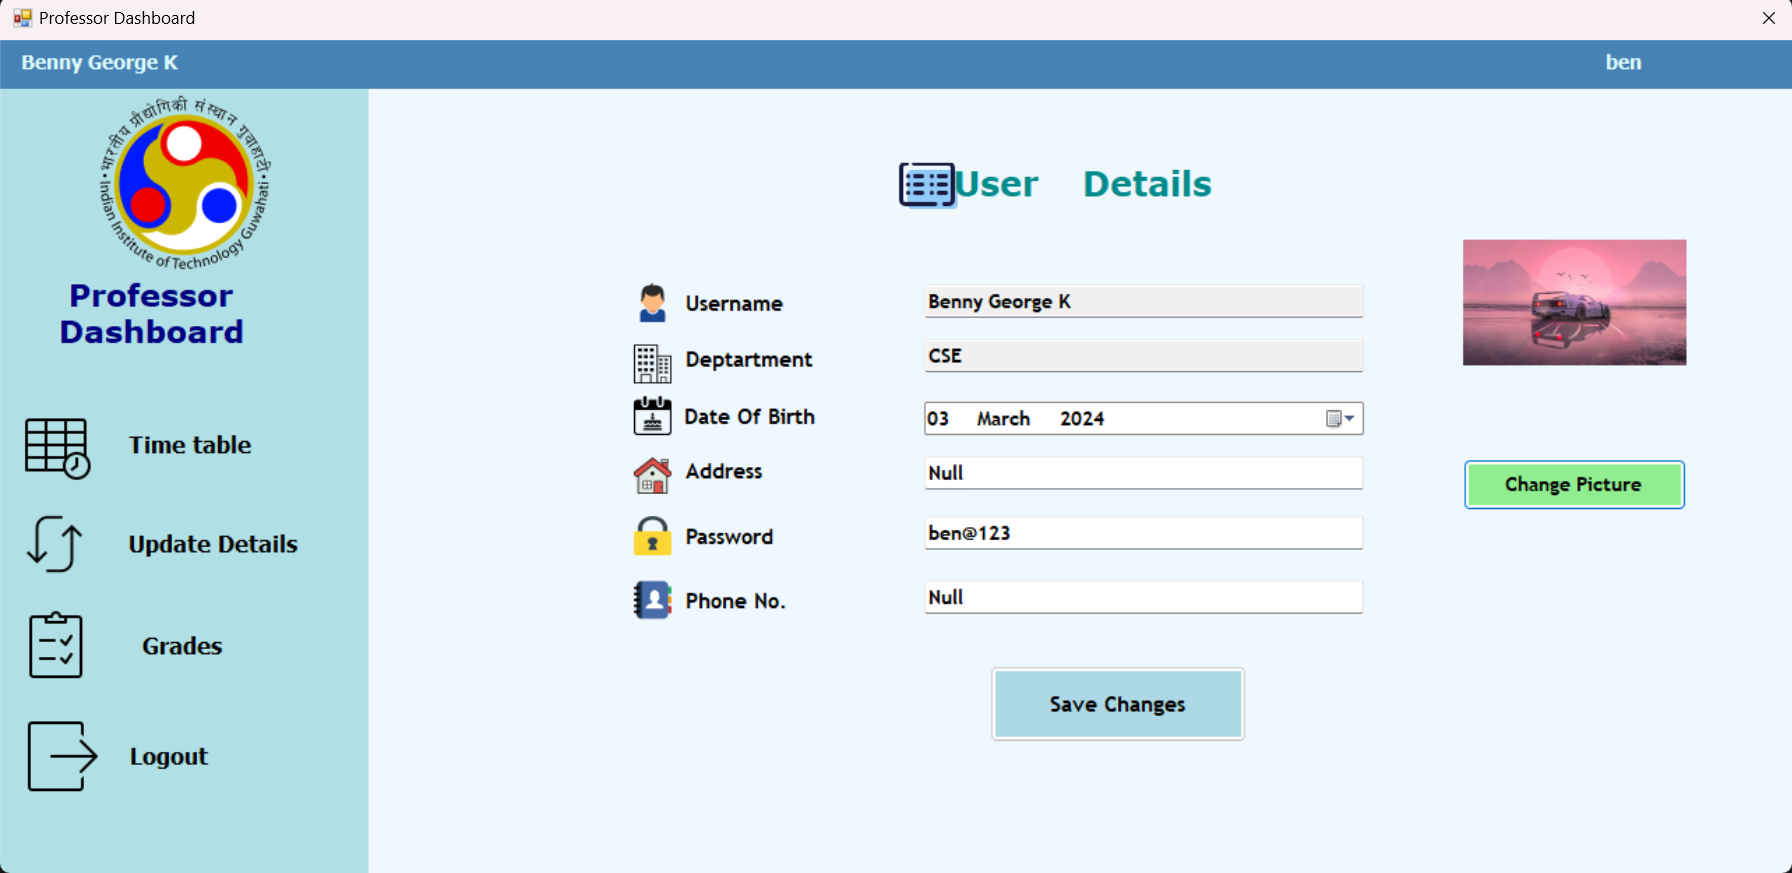 Professor Dashboard
Benny George K
ben
भारतीय प्रौद्योगिकी संस्थान गुवाहाटी
Indian Institute of Technology Guwahati
Professor
Dashboard
Time table
Update Details
Grades
Logout
User Details
Username
Benny George K
Deptartment
CSE
Date Of Birth
03 March 2024
Address
Null
Password
ben@123
Phone No.
Null
Change Picture
Save Changes